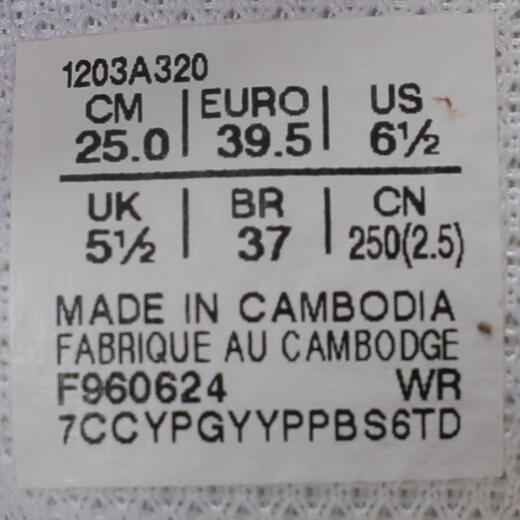 1203A320
CM | EURO | US
25.0 | 39.5 | 6½
UK | BR | CN
5½ | 37 | 250(2.5)
MADE IN CAMBODIA
FABRIQUE AU CAMBODGE
F960624 WR
7CCYPGYYPPBS6TD